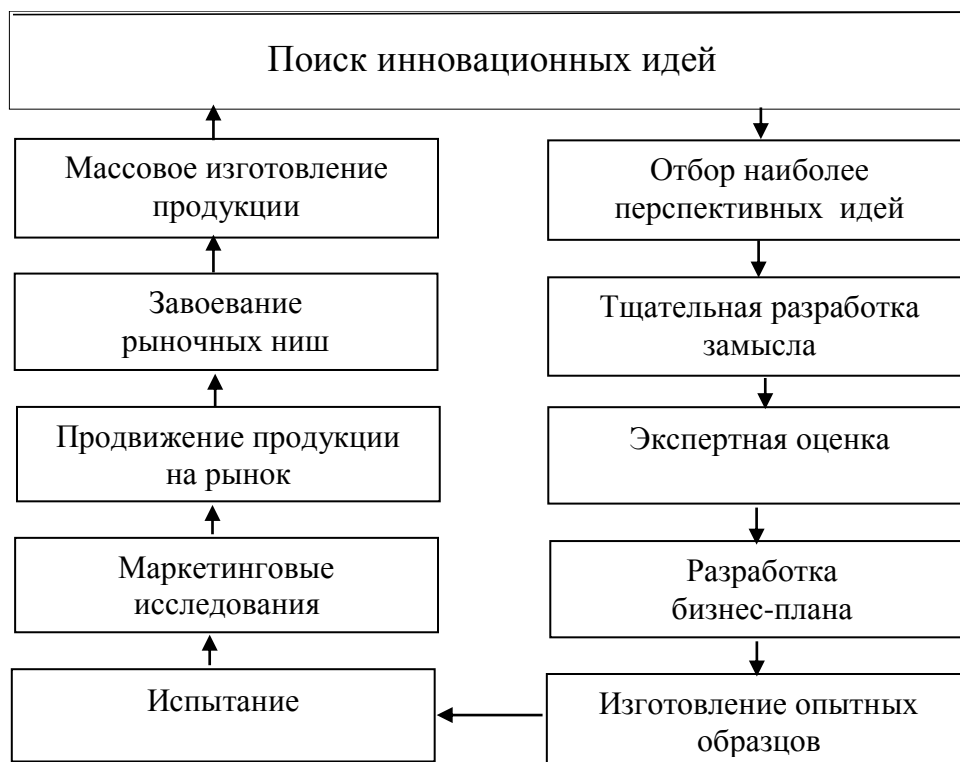 Поиск инновационных идей
Массовое изготовление
продукции
Отбор наиболее
перспективных идей
Завоевание
рыночных ниш
Тщательная разработка
замысла
Продвижение продукции
на рынок
Экспертная оценка
Маркетинговые
исследования
Разработка
бизнес-плана
Испытание
Изготовление опытных
образцов